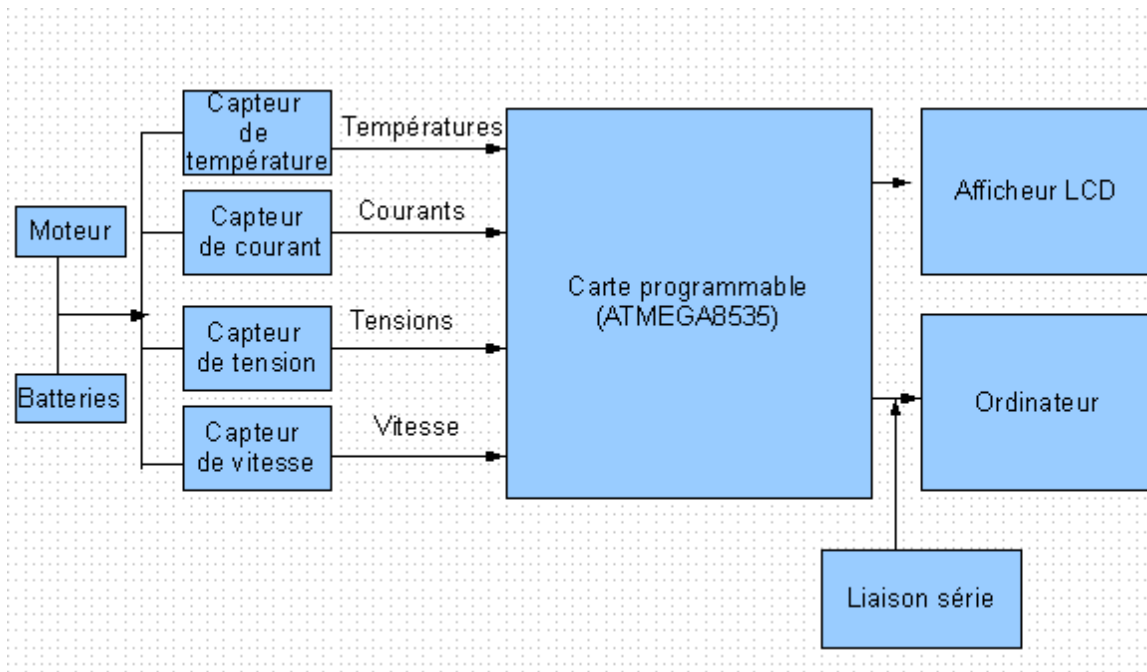 Moteur
Batteries
Capteur
de
température
Capteur
de courant
Capteur
de tension
Capteur
de vitesse
Températures
Courants
Tensions
Vitesse
Carte programmable
(ATMEGA8535)
Afficheur LCD
Ordinateur
Liaison série